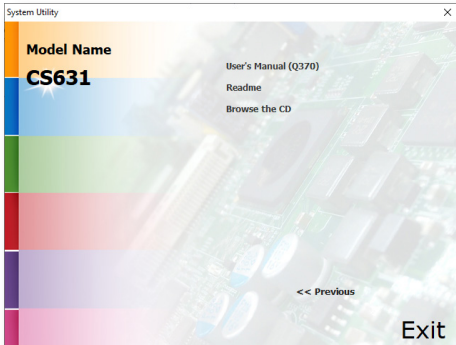 System Utility
Model Name
CS631
User's Manual (Q370)
Readme
Browse the CD
<< Previous
Exit